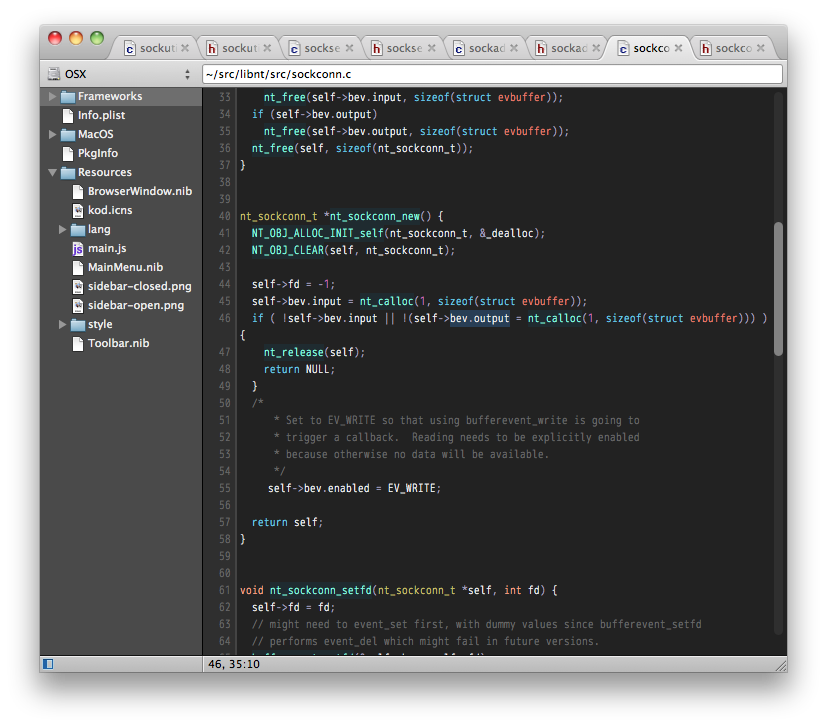 sockut
sockut
sockse
sockse
sockad
sockad
sockco
sockco
OSX
~/src/libnt/src/sockconn.c
Frameworks
Info.plist
MacOS
PkgInfo
Resources
BrowserWindow.nib
kod.icns
lang
main.js
MainMenu.nib
sidebar-closed.png
sidebar-open.png
style
Toolbar.nib
33 nt_free(self->bev.input, sizeof(struct evbuffer));
34 if (self->bev.output)
35 nt_free(self->bev.output, sizeof(struct evbuffer));
36 nt_free(self, sizeof(nt_sockconn_t));
37 }
38
39
40 nt_sockconn_t *nt_sockconn_new() {
41 NT_OBJ_ALLOC_INIT_self(nt_sockconn_t, &_dealloc);
42 NT_OBJ_CLEAR(self, nt_sockconn_t);
43
44 self->fd = -1;
45 self->bev.input = nt_calloc(1, sizeof(struct evbuffer));
46 if ( !self->bev.input || !(self->bev.output = nt_calloc(1, sizeof(struct evbuffer))) )
{
47 nt_release(self);
48 return NULL;
49 }
50 /*
51 * Set to EV_WRITE so that using bufferevent_write is going to
52 * trigger a callback.  Reading needs to be explicitly enabled
53 * because otherwise no data will be available.
54 */
55 self->bev.enabled = EV_WRITE;
56
57 return self;
58 }
59
60
61 void nt_sockconn_setfd(nt_sockconn_t *self, int fd) {
62 self->fd = fd;
63 // might need to event_set first, with dummy values since bufferevent_setfd
64 // performs event_del which might fail in future versions.
46, 35:10